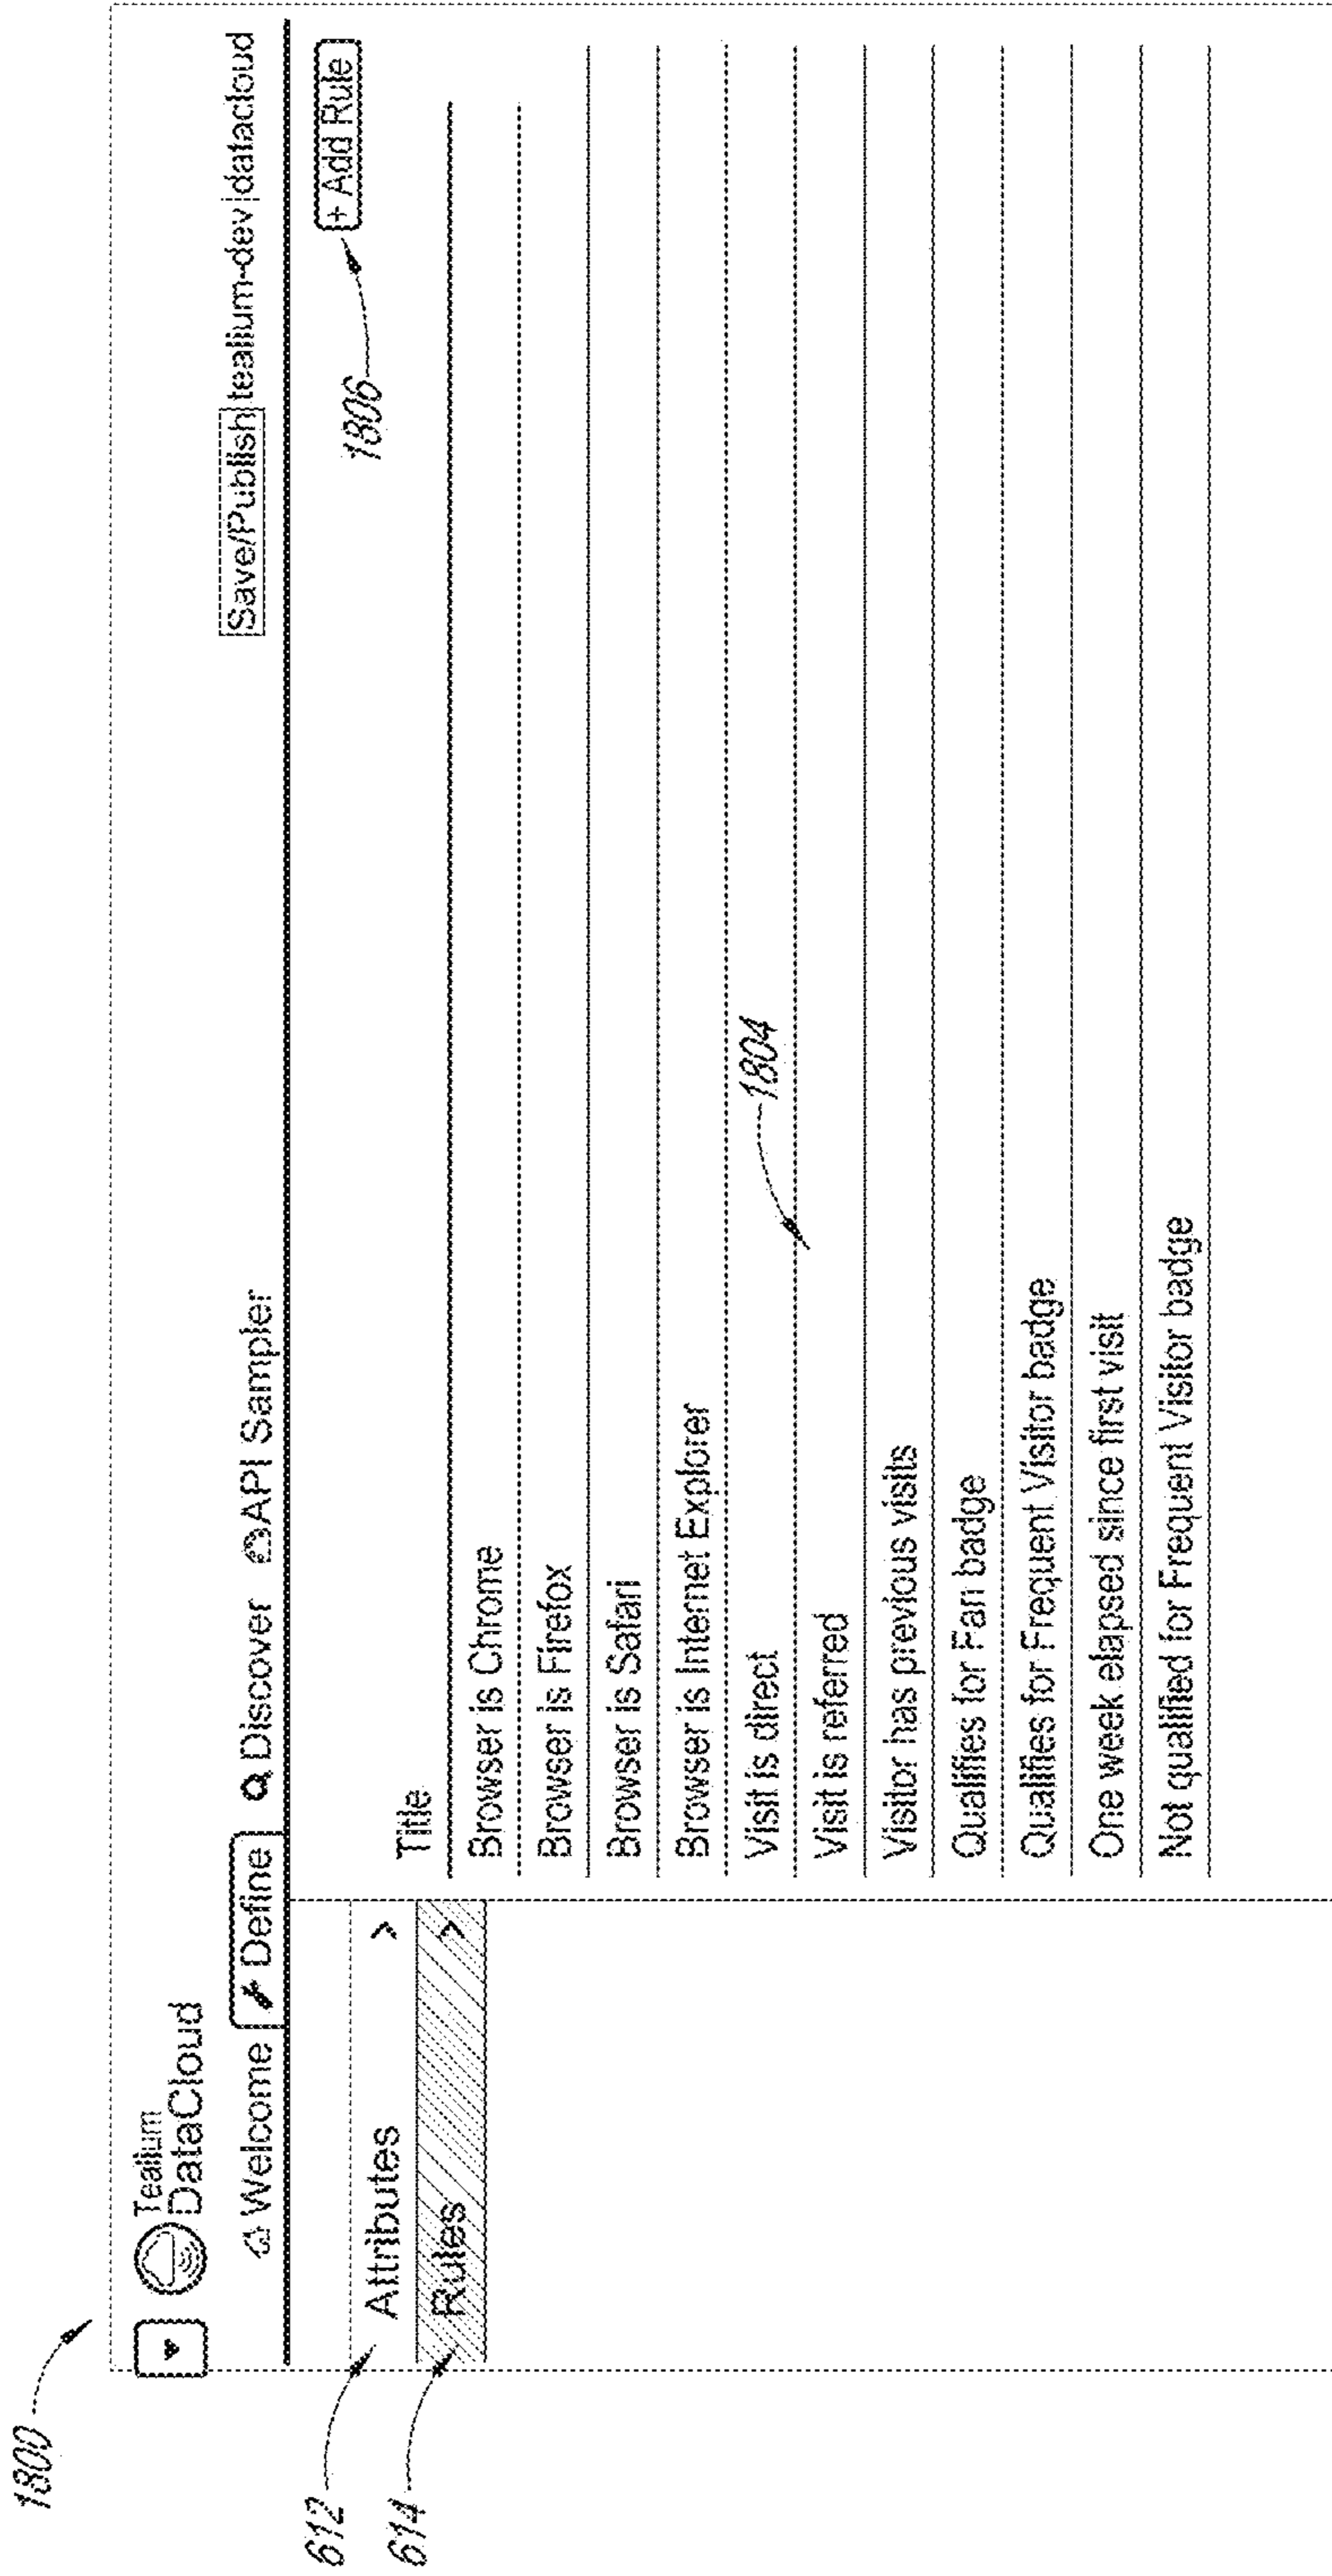 1800
Tealium
DataCloud
Welcome Define Discover API Sampler Save/Publish tealium-dev|datacloud
612
Attributes >
614
Rules >
+ Add Rule
1806
Title
Browser is Chrome
Browser is Firefox
Browser is Safari
Browser is Internet Explorer
Visit is direct
1804
Visit is referred
Visitor has previous visits
Qualifies for Fan badge
Qualifies for Frequent Visitor badge
One week elapsed since first visit
Not qualified for Frequent Visitor badge